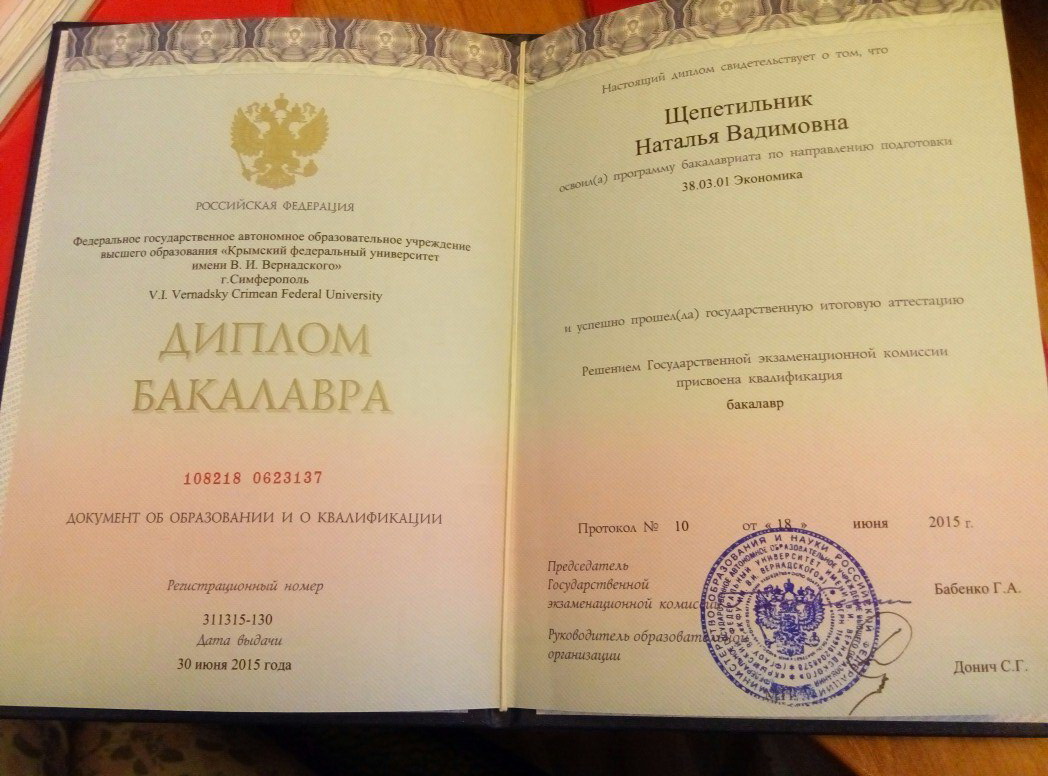 РОССИЙСКАЯ ФЕДЕРАЦИЯ
Федеральное государственное автономное образовательное учреждение
высшего образования «Крымский федеральный университет
имени В. И. Вернадского»
г.Симферополь
V.I. Vernadsky Crimean Federal University
ДИПЛОМ
БАКАЛАВРА
108218 0623137
ДОКУМЕНТ ОБ ОБРАЗОВАНИИ И О КВАЛИФИКАЦИИ
Регистрационный номер
311315-130
Дата выдачи
30 июня 2015 года
Настоящий диплом свидетельствует о том, что
Щепетильник
Наталья Вадимовна
освоил(а) программу бакалавриата по направлению подготовки
38.03.01 Экономика
и успешно прошел(ла) государственную итоговую аттестацию
Решением Государственной экзаменационной комиссии
присвоена квалификация
бакалавр
Протокол № 10 от « 18 » июня 2015 г.
Председатель
Государственной
экзаменационной комиссии Бабенко Г.А.
Руководитель образовательной
организации Донич С.Г.